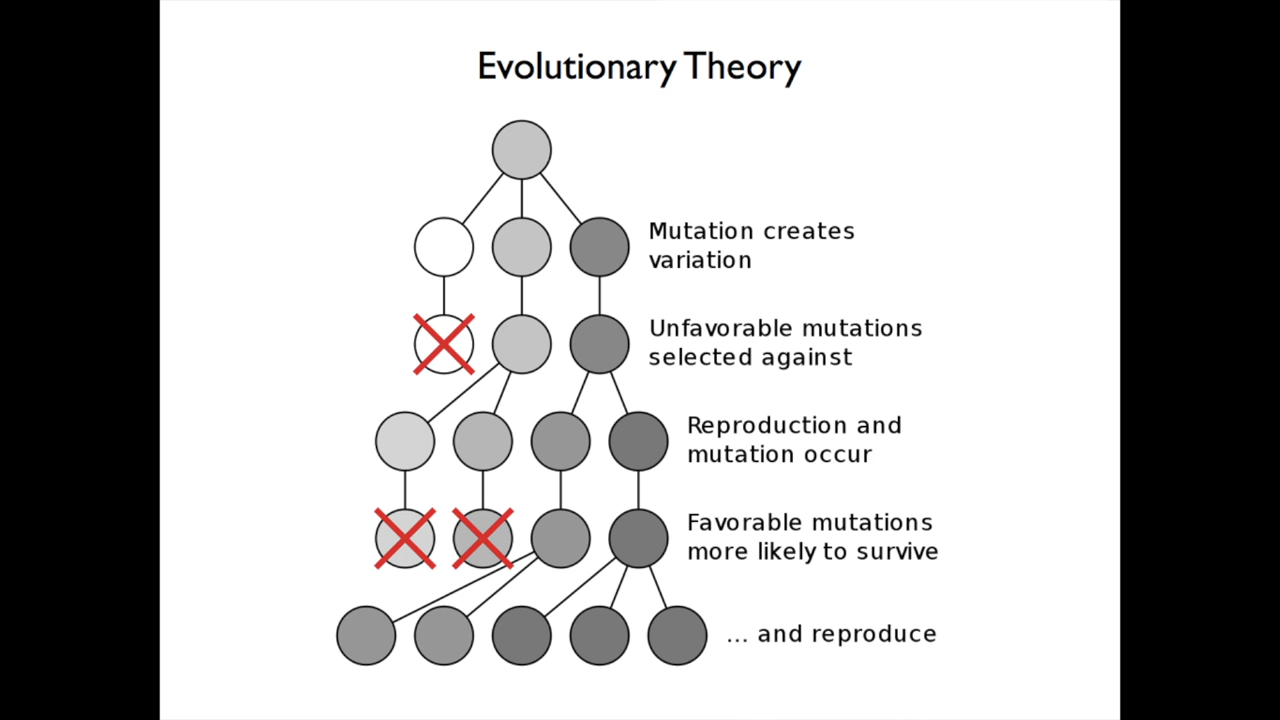 Evolutionary Theory
Mutation creates
variation
Unfavorable mutations
selected against
Reproduction and
mutation occur
Favorable mutations
more likely to survive
... and reproduce